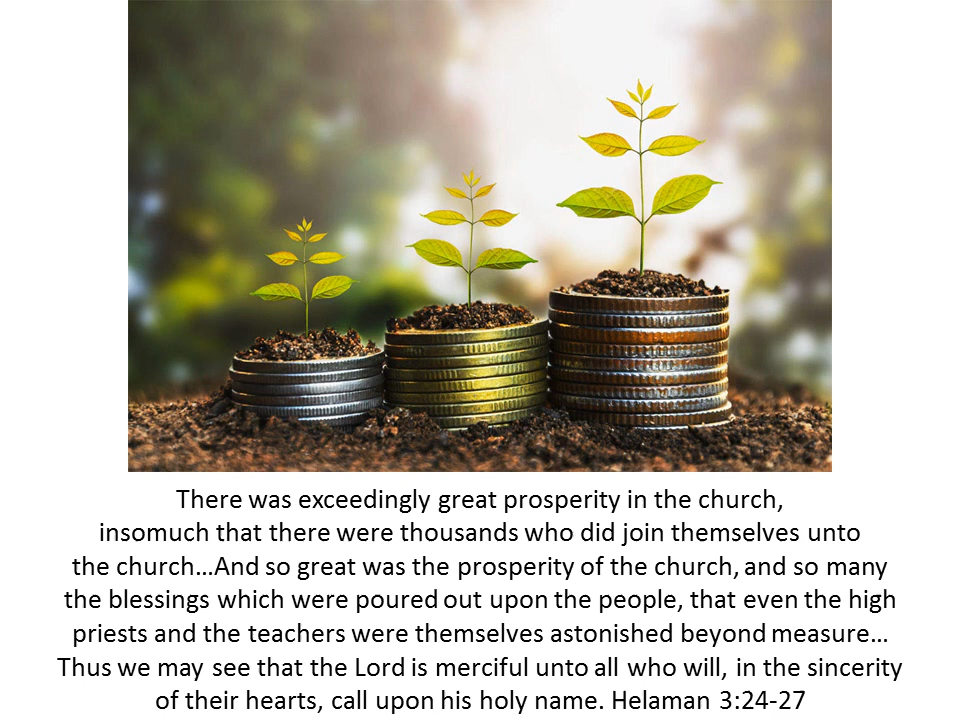 There was exceedingly great prosperity in the church,
insomuch that there were thousands who did join themselves unto
the church…And so great was the prosperity of the church, and so many
the blessings which were poured out upon the people, that even the high
priests and the teachers were themselves astonished beyond measure…
Thus we may see that the Lord is merciful unto all who will, in the sincerity
of their hearts, call upon his holy name. Helaman 3:24-27